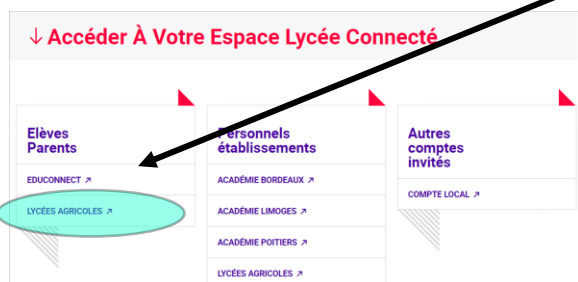 ↓ Accéder À Votre Espace Lycée Connecté
Elèves
Parents
EDUCONNECT ↗
LYCÉES AGRICOLES ↗
Personnels
établissements
ACADÉMIE BORDEAUX ↗
ACADÉMIE LIMOGES ↗
ACADÉMIE POITIERS ↗
LYCÉES AGRICOLES ↗
Autres
comptes
invités
COMPTE LOCAL ↗